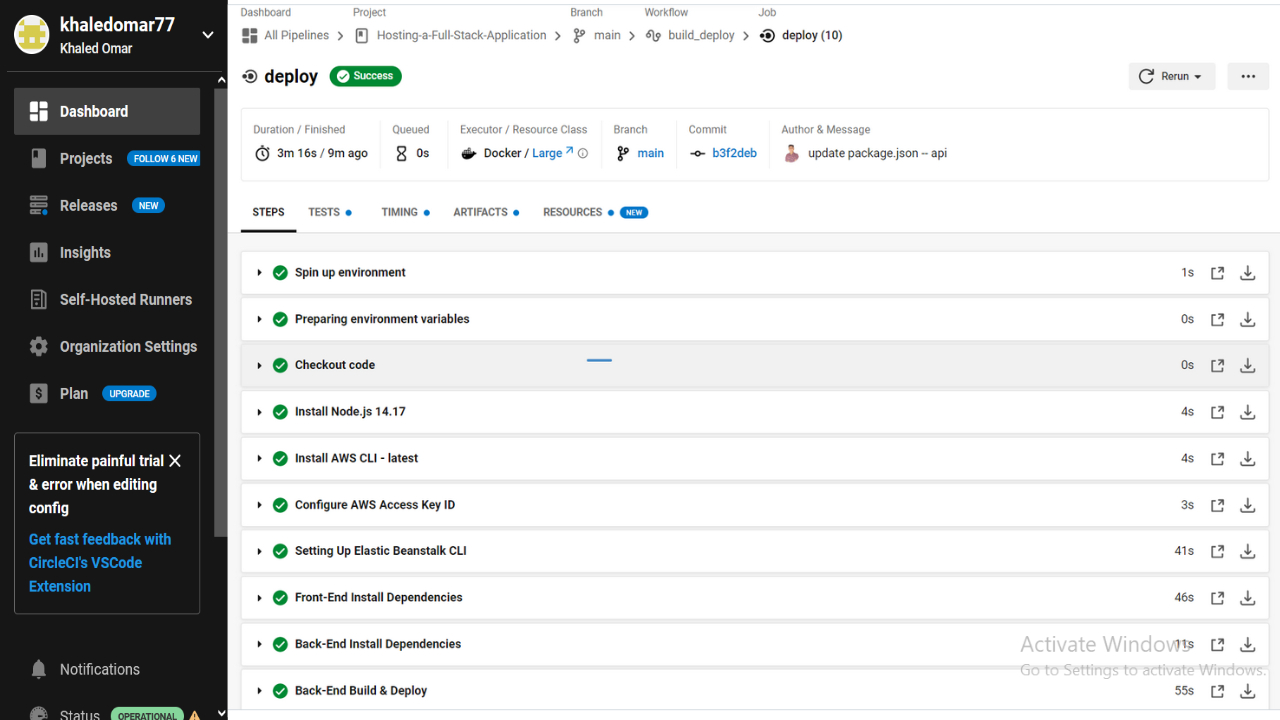 khaledomar77
Khaled Omar
Dashboard
Projects FOLLOW 6 NEW
Releases NEW
Insights
Self-Hosted Runners
Organization Settings
Plan UPGRADE
Eliminate painful trial
& error when editing
config
Get fast feedback with
CircleCI's VSCode
Extension
Notifications
Status OPERATIONAL
Dashboard Project Branch Workflow Job
All Pipelines Hosting-a-Full-Stack-Application main build_deploy deploy (10)
deploy Success Rerun
Duration / Finished Queued Executor / Resource Class Branch Commit Author & Message
3m 16s / 9m ago 0s Docker / Large main b3f2deb update package.json -- api
STEPS TESTS TIMING ARTIFACTS RESOURCES NEW
Spin up environment 1s
Preparing environment variables 0s
Checkout code 0s
Install Node.js 14.17 4s
Install AWS CLI - latest 4s
Configure AWS Access Key ID 3s
Setting Up Elastic Beanstalk CLI 41s
Front-End Install Dependencies 46s
Back-End Install Dependencies 11s
Back-End Build & Deploy 55s
Activate Windows
Go to Settings to activate Windows.